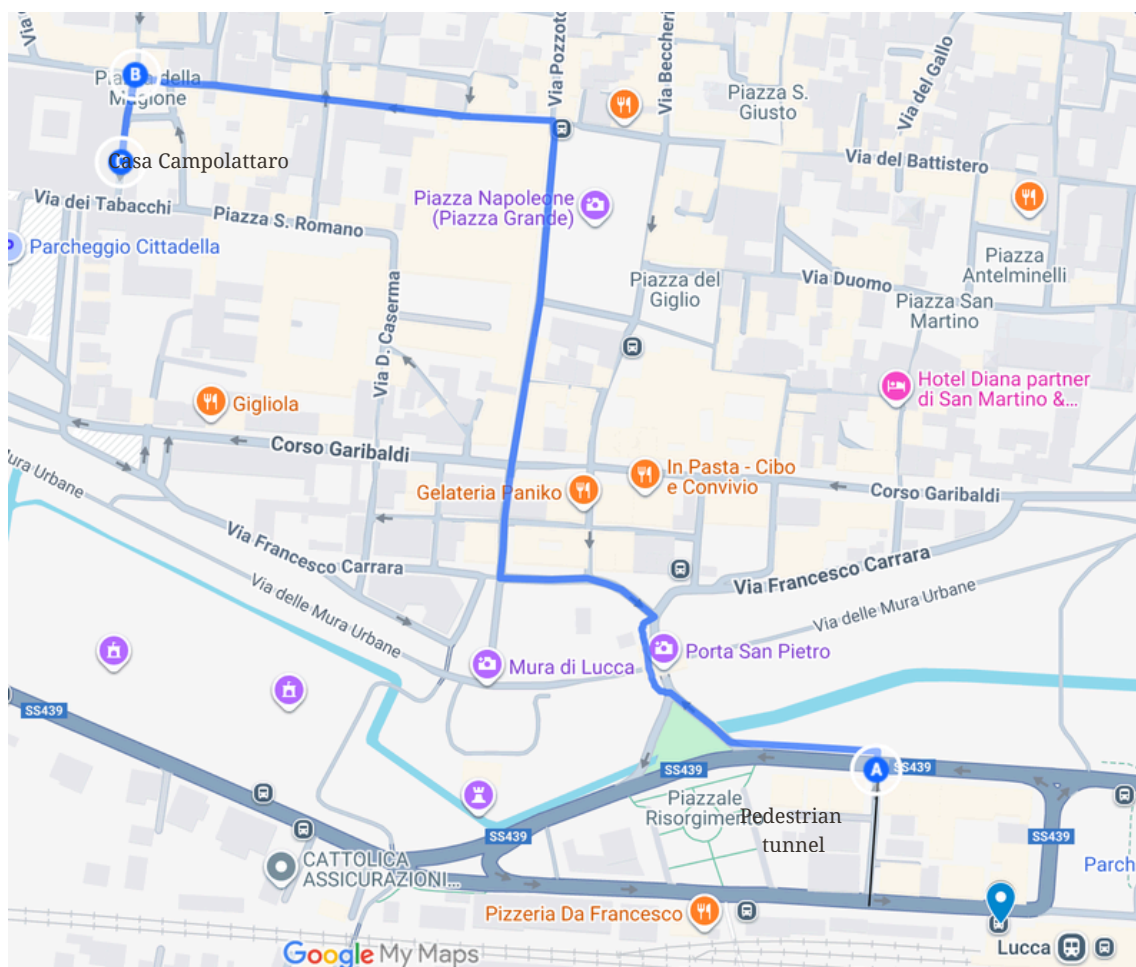 Via
Via Pozzoto
Via Beccheri
Via del Gallo
B
Piazza della
Magione
Piazza S.
Giusto
Casa Campolattaro
Via del Battistero
Via dei Tabacchi
Piazza S. Romano
Piazza Napoleone
(Piazza Grande)
Parcheggio Cittadella
Piazza
Antelminelli
Piazza del
Giglio
Via Duomo
Piazza San
Martino
Via D. Caserma
Hotel Diana partner
di San Martino &...
Gigliola
Corso Garibaldi
In Pasta - Cibo
e Convivio
Gelateria Paniko
Corso Garibaldi
Mura Urbane
Via Francesco Carrara
Via Francesco Carrara
Via delle Mura Urbane
Via delle Mura Urbane
Porta San Pietro
Mura di Lucca
SS439
SS439
A
SS439
Piazzale
Risorgimento
Pedestrian
tunnel
SS439
SS439
CATTOLICA
ASSICURAZIONI...
Parch
Pizzeria Da Francesco
Lucca
Google My Maps